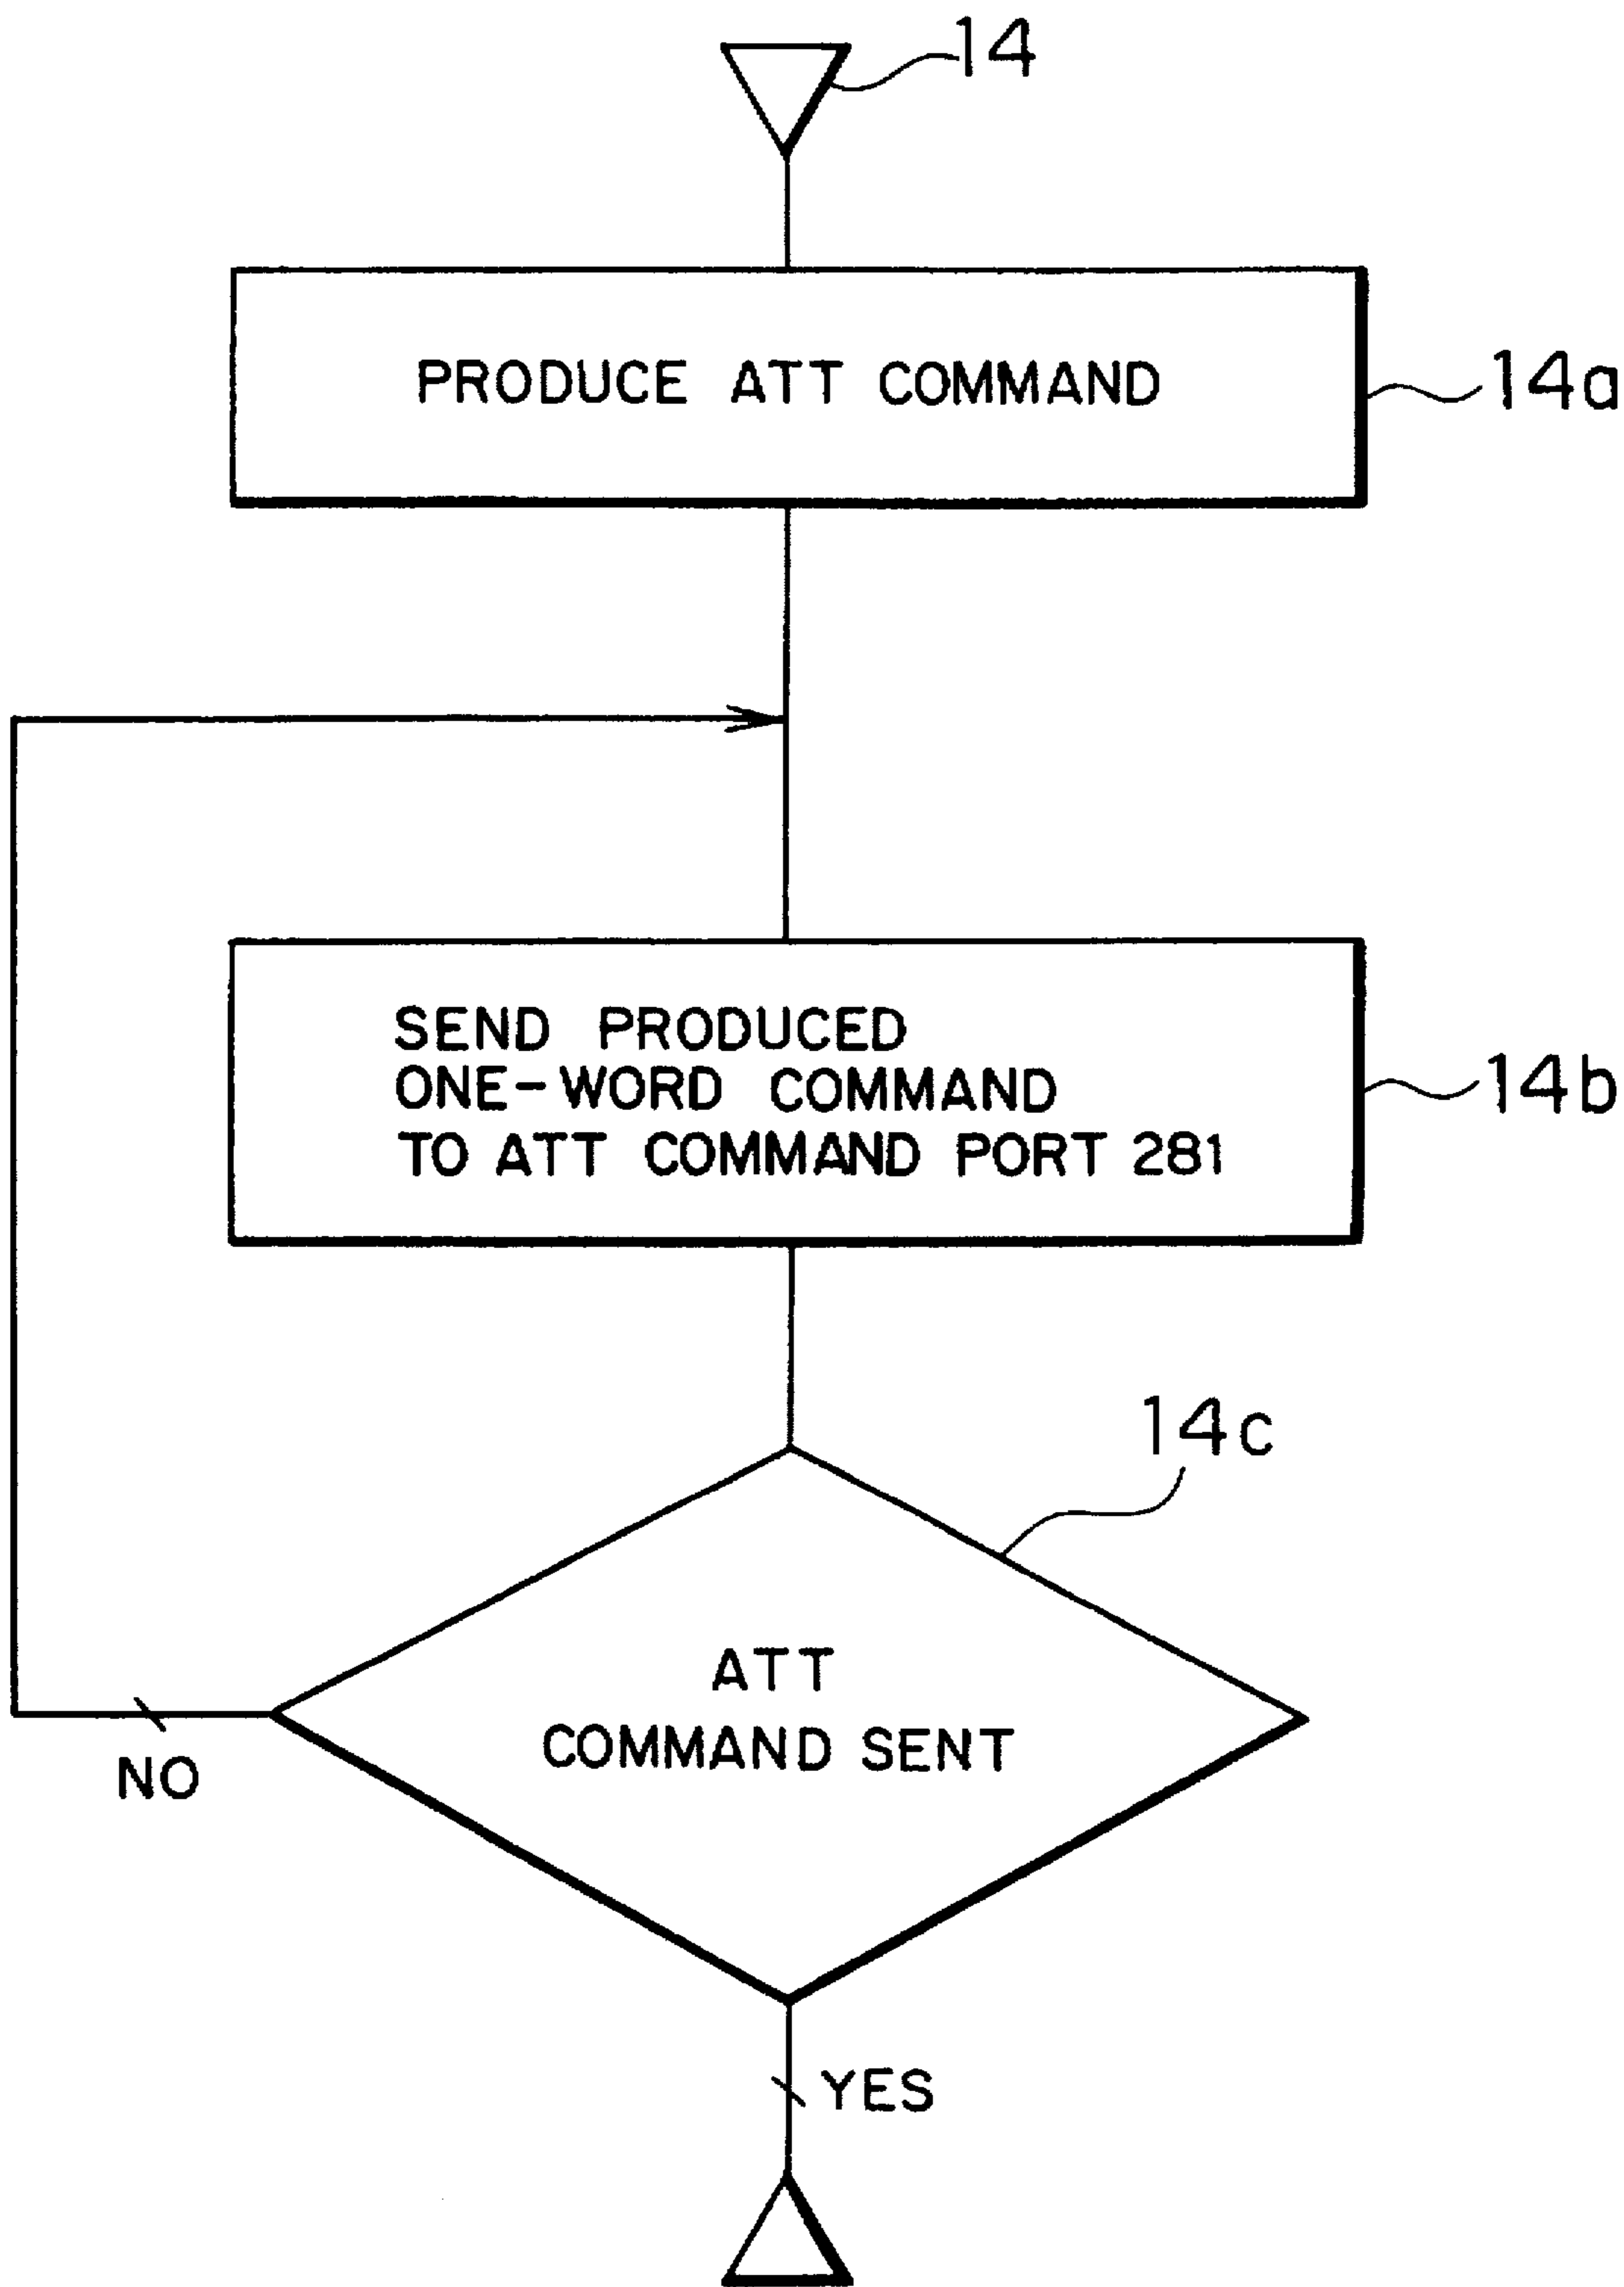 14
PRODUCE ATT COMMAND
14a
SEND PRODUCED
ONE-WORD COMMAND
TO ATT COMMAND PORT 281
14b
14c
ATT
COMMAND SENT
NO
YES